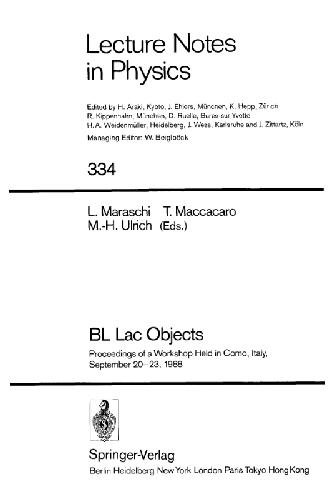 Lecture Notes
in Physics
Edited by H. Araki, Kyoto, J. Ehlers, München, K. Hepp, Zürich
R. Kippenhahn, München, D. Ruelle, Bures-sur-Yvette
H. A. Weidenmüller, Heidelberg, J. Wess, Karlsruhe and J. Zittartz, Köln
Managing Editor: W. Beiglböck
334
L. Maraschi T. Maccacaro
M.-H. Ulrich (Eds.)
BL Lac Objects
Proceedings of a Workshop Held in Como, Italy,
September 20–23, 1988
Springer-Verlag
Berlin Heidelberg New York London Paris Tokyo Hong Kong